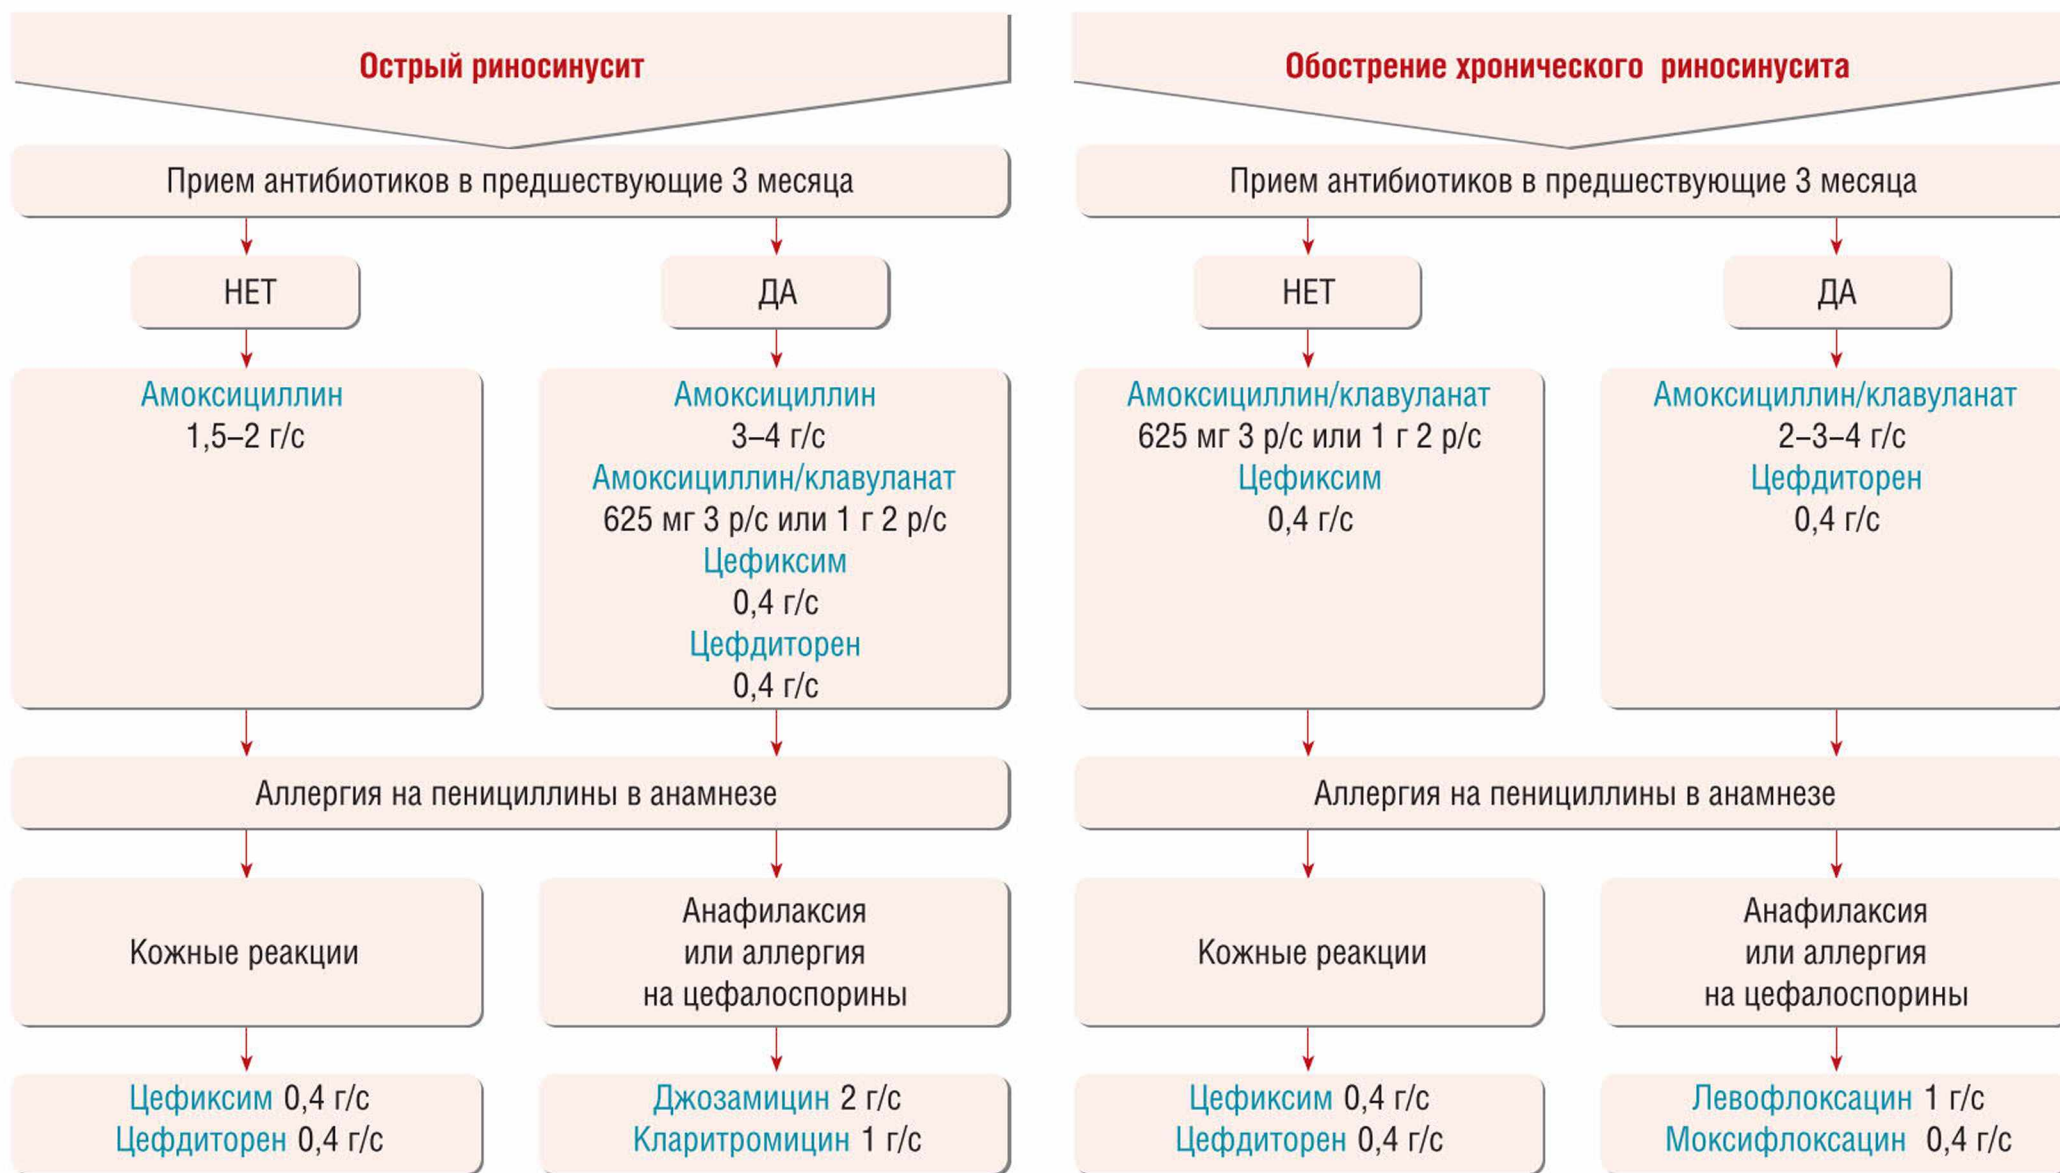 Острый риносинусит
Прием антибиотиков в предшествующие 3 месяца
НЕТ
ДА
Амоксициллин
1,5–2 г/с
Амоксициллин
3–4 г/с
Амоксициллин/клавуланат
625 мг 3 р/с или 1 г 2 р/с
Цефиксим
0,4 г/с
Цефдиторен
0,4 г/с
Аллергия на пенициллины в анамнезе
Кожные реакции
Анафилаксия
или аллергия
на цефалоспорины
Цефиксим 0,4 г/с
Цефдиторен 0,4 г/с
Джозамицин 2 г/с
Кларитромицин 1 г/с
Обострение хронического риносинусита
Прием антибиотиков в предшествующие 3 месяца
НЕТ
ДА
Амоксициллин/клавуланат
625 мг 3 р/с или 1 г 2 р/с
Цефиксим
0,4 г/с
Амоксициллин/клавуланат
2–3–4 г/с
Цефдиторен
0,4 г/с
Аллергия на пенициллины в анамнезе
Кожные реакции
Анафилаксия
или аллергия
на цефалоспорины
Цефиксим 0,4 г/с
Цефдиторен 0,4 г/с
Левофлоксацин 1 г/с
Моксифлоксацин 0,4 г/с